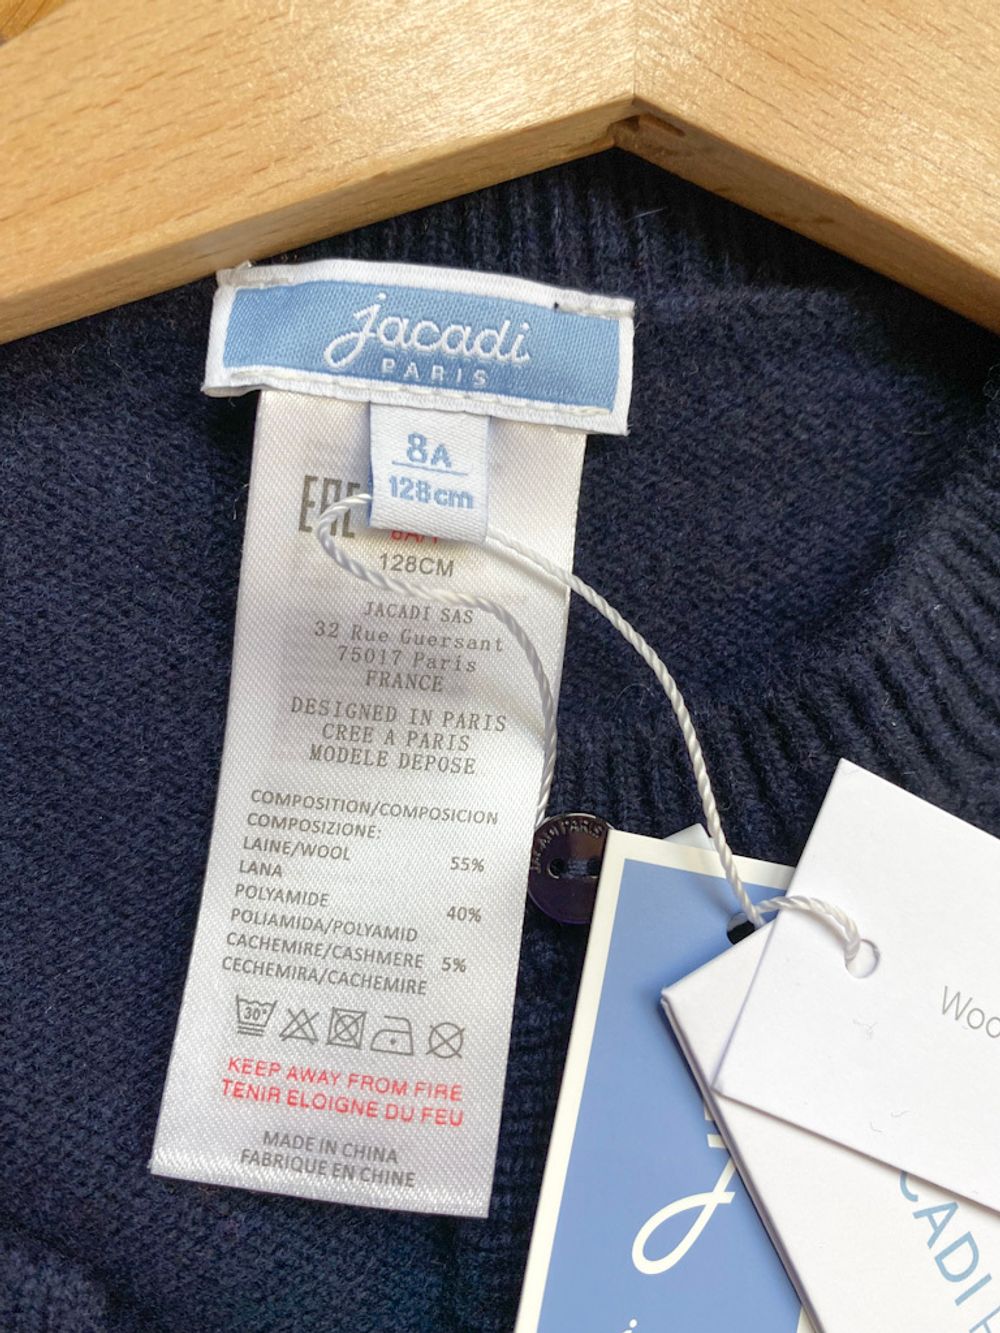 jacadi
PARIS
8A
128cm
EAC
128CM
JACADI SAS
32 Rue Guersant
75017 Paris
FRANCE
DESIGNED IN PARIS
CREE A PARIS
MODELE DEPOSE
COMPOSITION/COMPOSICION
COMPOSIZIONE:
LAINE/WOOL 55%
LANA
POLYAMIDE 40%
POLIAMIDA/POLYAMID
CACHEMIRE/CASHMERE 5%
CECHEMIRA/CACHEMIRE
30°
KEEP AWAY FROM FIRE
TENIR ELOIGNE DU FEU
MADE IN CHINA
FABRIQUE EN CHINE
JACADI PARIS
Woo
CADI